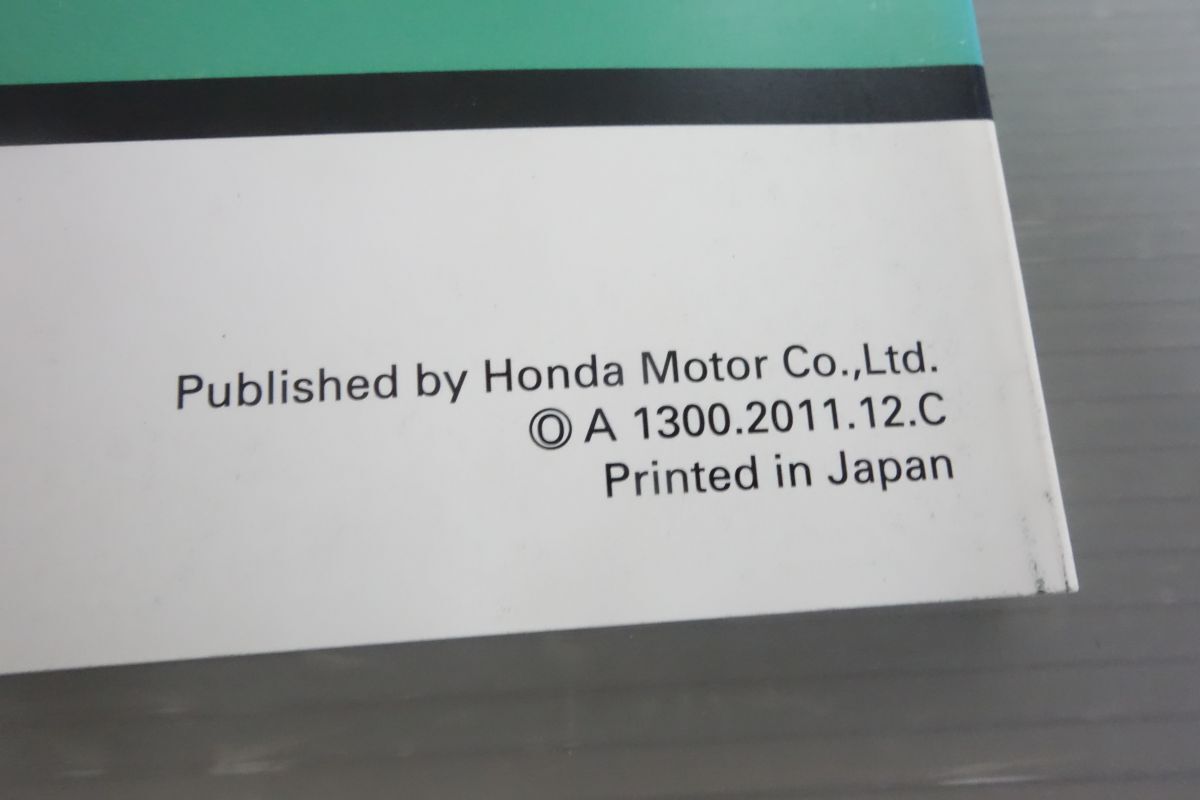 Published by Honda Motor Co.,Ltd.
Ⓞ A 1300.2011.12.C
Printed in Japan